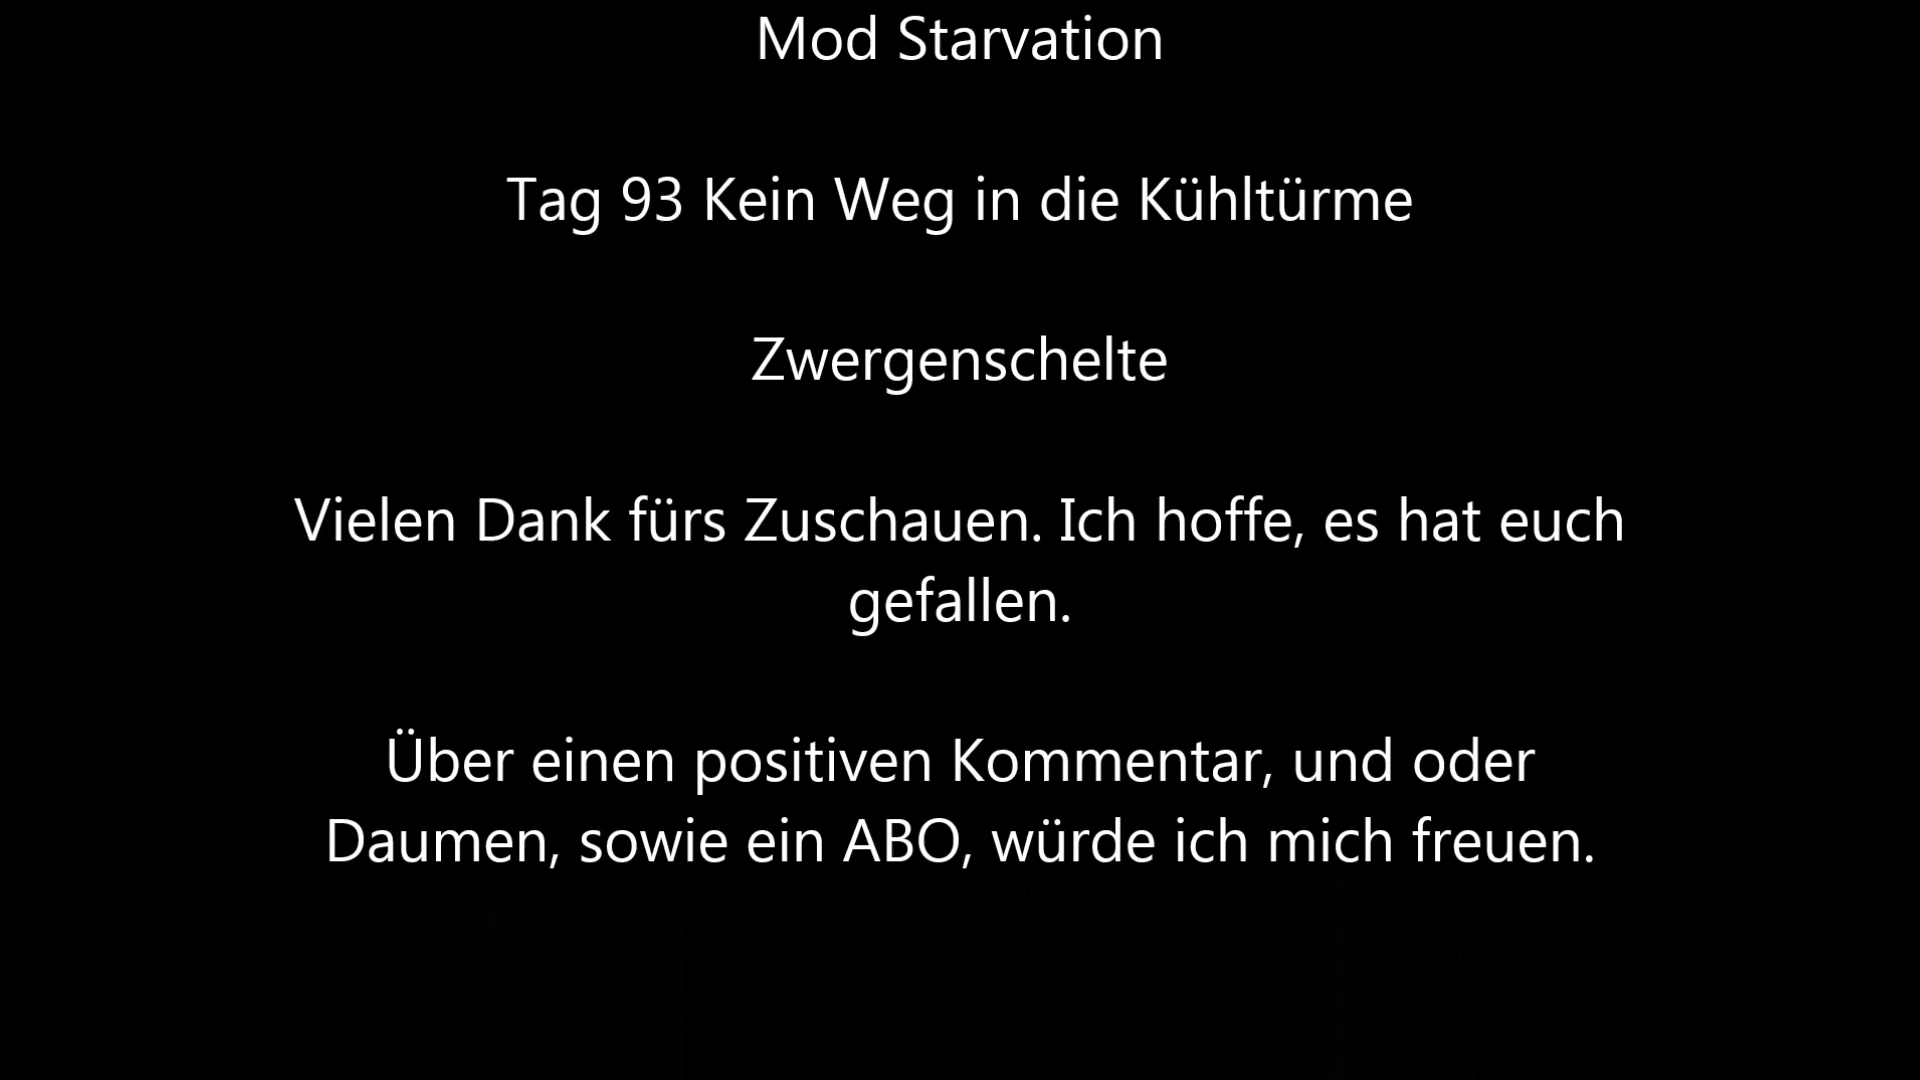 Mod Starvation
Tag 93 Kein Weg in die Kühltürme
Zwergenschelte
Vielen Dank fürs Zuschauen. Ich hoffe, es hat euch
gefallen.
Über einen positiven Kommentar, und oder
Daumen, sowie ein ABO, würde ich mich freuen.